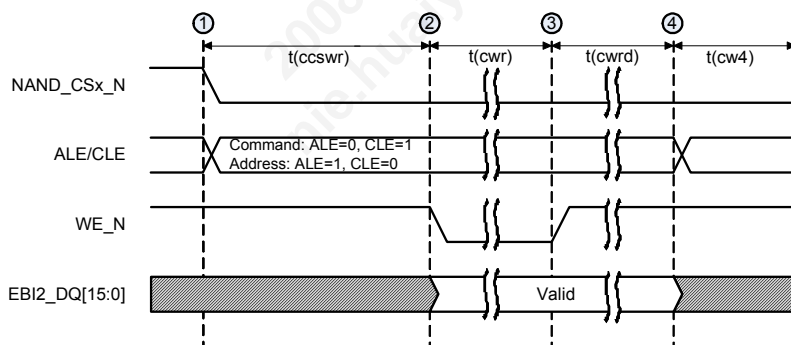 1 2 3 4
t(ccswr) t(cwr) t(cwrd) t(cw4)
NAND_CSx_N
ALE/CLE
Command: ALE=0, CLE=1
Address: ALE=1, CLE=0
WE_N
EBI2_DQ[15:0]
Valid